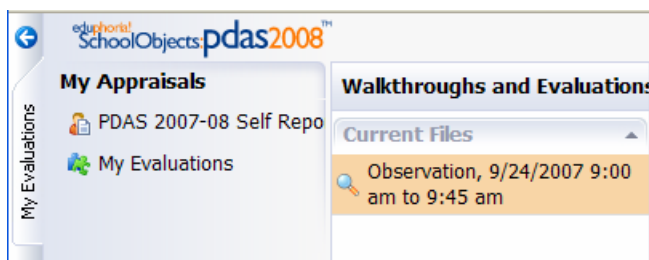 eduphoria!
SchoolObjects:pdas2008™
My Evaluations
My Appraisals
PDAS 2007-08 Self Repo
My Evaluations
Walkthroughs and Evaluations
Current Files
Observation, 9/24/2007 9:00
am to 9:45 am